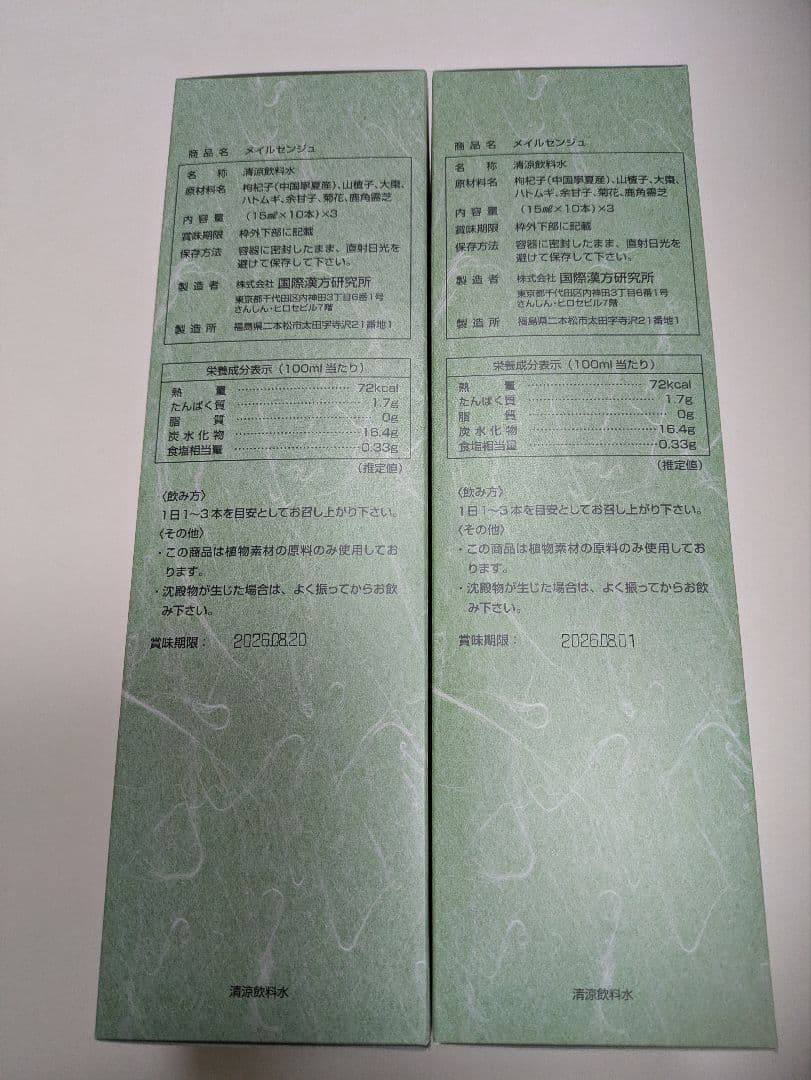 商品名 メイルセンジュ
名称 清涼飲料水
原材料名 枸杞子(中国寧夏産)、山楂子、大棗、
ハトムギ、余甘子、菊花、鹿角霊芝
内容量 (15㎖×10本)×3
賞味期限 枠外下部に記載
保存方法 容器に密封したまま、直射日光を
避けて保存して下さい。
製造者 株式会社 国際漢方研究所
東京都千代田区内神田3丁目6番1号
さんしん・ヒロセビル7階
製造所 福島県二本松市太田字寺沢21番地1
栄養成分表示(100ml当たり)
熱量 72kcal
たんぱく質 1.7g
脂質 0g
炭水化物 16.4g
食塩相当量 0.33g
(推定値)
〈飲み方〉
1日1〜3本を目安としてお召し上がり下さい。
〈その他〉
・この商品は植物素材の原料のみ使用してお
ります。
・沈殿物が生じた場合は、よく振ってからお飲
み下さい。
賞味期限: 2026.08.20
清涼飲料水
商品名 メイルセンジュ
名称 清涼飲料水
原材料名 枸杞子(中国寧夏産)、山楂子、大棗、
ハトムギ、余甘子、菊花、鹿角霊芝
内容量 (15㎖×10本)×3
賞味期限 枠外下部に記載
保存方法 容器に密封したまま、直射日光を
避けて保存して下さい。
製造者 株式会社 国際漢方研究所
東京都千代田区内神田3丁目6番1号
さんしん・ヒロセビル7階
製造所 福島県二本松市太田字寺沢21番地1
栄養成分表示(100ml当たり)
熱量 72kcal
たんぱく質 1.7g
脂質 0g
炭水化物 16.4g
食塩相当量 0.33g
(推定値)
〈飲み方〉
1日1〜3本を目安としてお召し上がり下さい。
〈その他〉
・この商品は植物素材の原料のみ使用してお
ります。
・沈殿物が生じた場合は、よく振ってからお飲
み下さい。
賞味期限: 2026.08.01
清涼飲料水